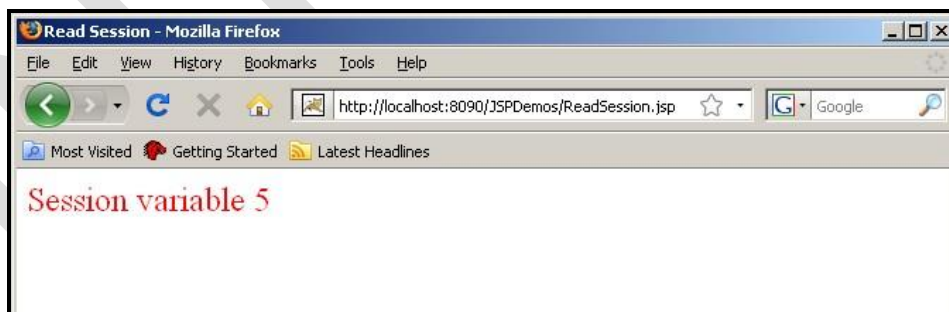 Read Session - Mozilla Firefox
File Edit View History Bookmarks Tools Help
http://localhost:8090/JSPDemos/ReadSession.jsp G Google
Most Visited Getting Started Latest Headlines
Session variable 5